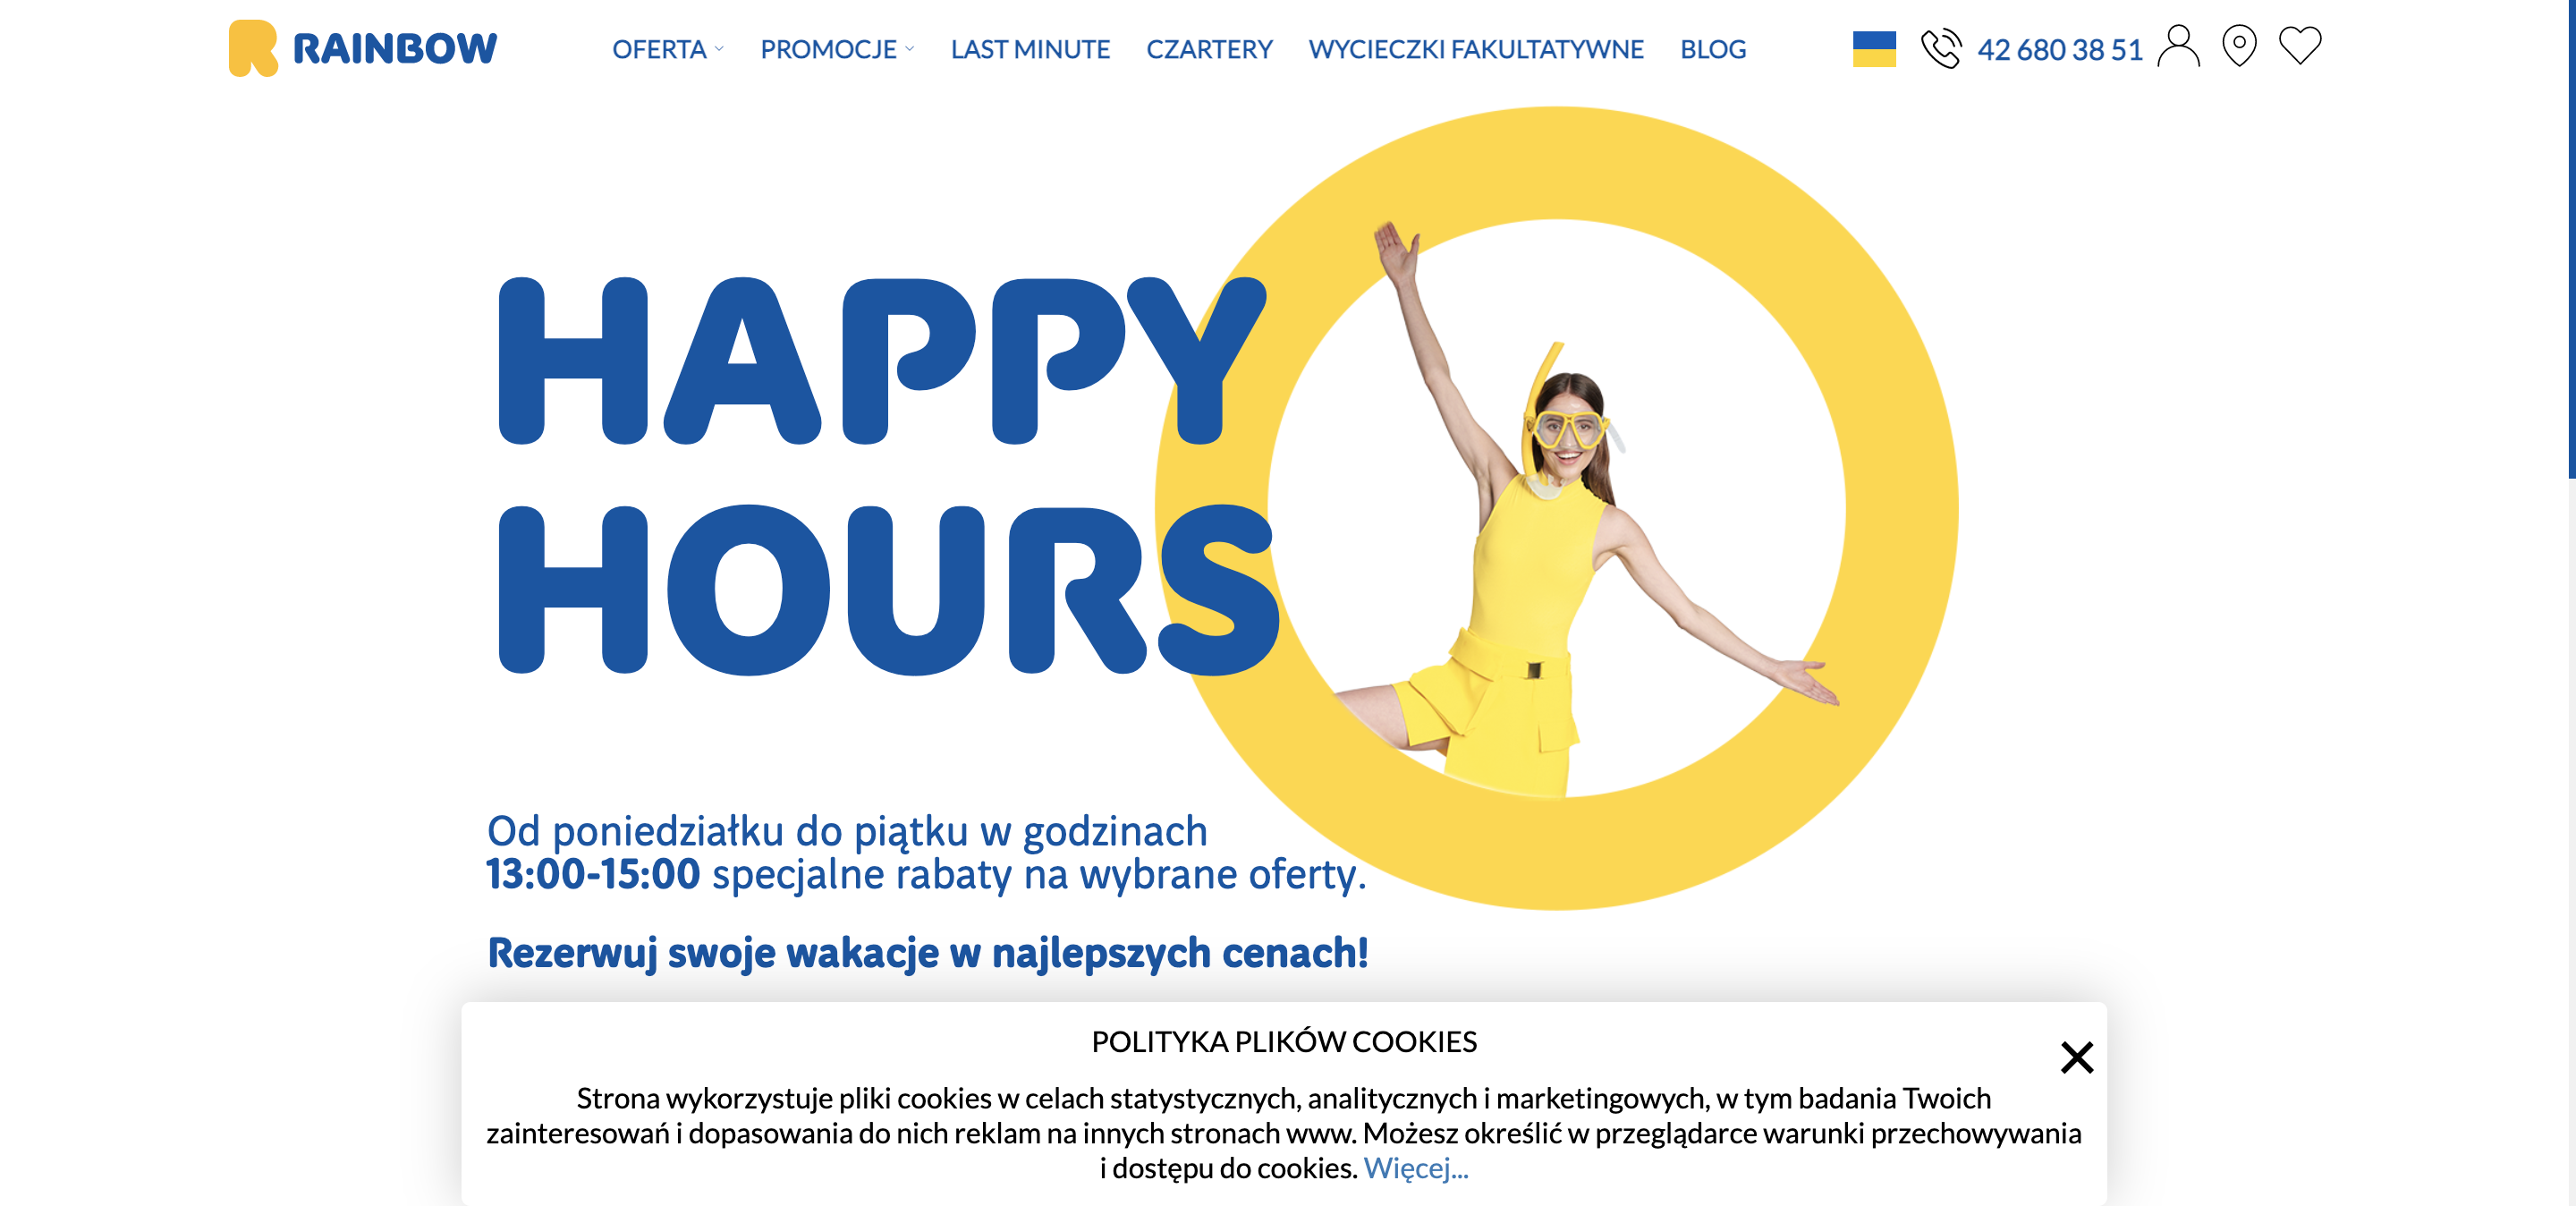 RAINBOW
OFERTA
PROMOCJE
LAST MINUTE
CZARTERY
WYCIECZKI FAKULTATYWNE
BLOG
42 680 38 51
HAPPY
HOURS
Od poniedziałku do piątku w godzinach
13:00-15:00 specjalne rabaty na wybrane oferty.
Rezerwuj swoje wakacje w najlepszych cenach!
POLITYKA PLIKÓW COOKIES
Strona wykorzystuje pliki cookies w celach statystycznych, analitycznych i marketingowych, w tym badania Twoich
zainteresowań i dopasowania do nich reklam na innych stronach www. Możesz określić w przeglądarce warunki przechowywania
i dostępu do cookies. Więcej...